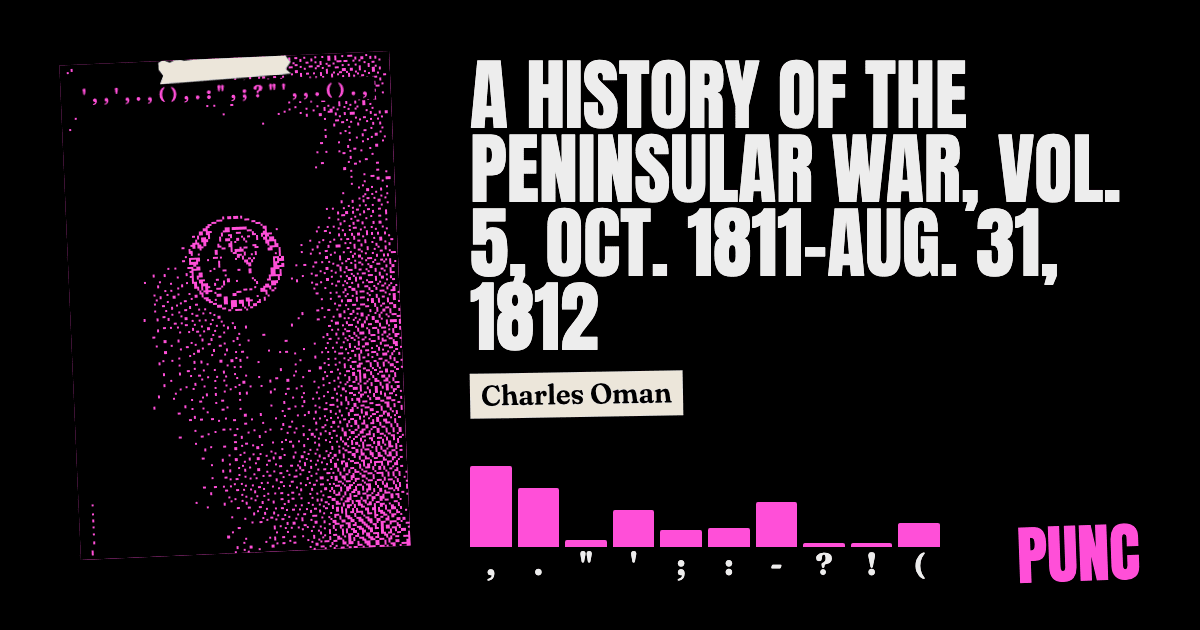 ',,',.,(),.:",;?"',,.().,
A HISTORY OF THE
PENINSULAR WAR, VOL.
5, OCT. 1811-AUG. 31,
1812
Charles Oman
, . " ' ; : - ? ! (
PUNC